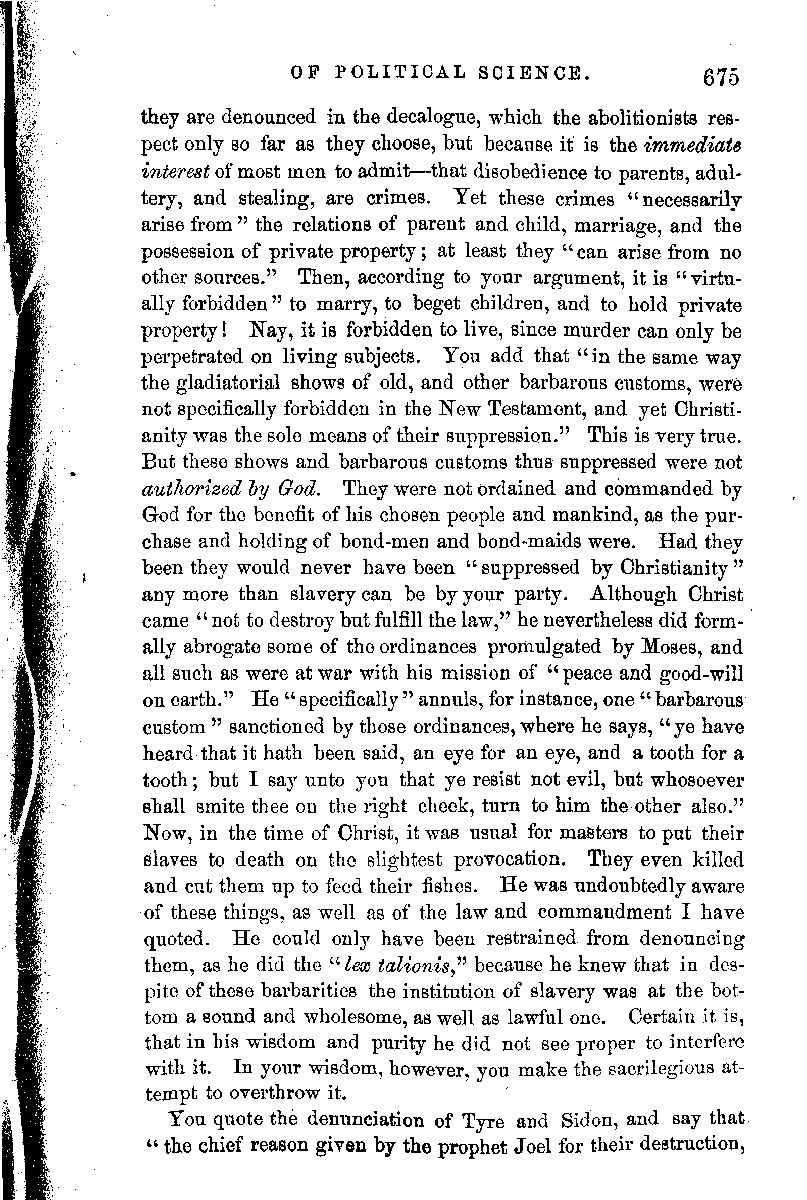 OF POLITICAL SCIENCE. 675
they are denounced in the decalogue, which the abolitionists res-
pect only so far as they choose, but because it is the immediate
interest of most men to admit—that disobedience to parents, adul-
tery, and stealing, are crimes. Yet these crimes “necessarily
arise from” the relations of parent and child, marriage, and the
possession of private property; at least they “can arise from no
other sources.” Then, according to your argument, it is “virtu-
ally forbidden” to marry, to beget children, and to hold private
property! Nay, it is forbidden to live, since murder can only be
perpetrated on living subjects. You add that “in the same way
the gladiatorial shows of old, and other barbarous customs, were
not specifically forbidden in the New Testament, and yet Christi-
anity was the sole means of their suppression.” This is very true.
But these shows and barbarous customs thus suppressed were not
authorized by God. They were not ordained and commanded by
God for the benefit of his chosen people and mankind, as the pur-
chase and holding of bond-men and bond-maids were. Had they
been they would never have been “suppressed by Christianity”
any more than slavery can be by your party. Although Christ
came “not to destroy but fulfill the law,” he nevertheless did form-
ally abrogate some of the ordinances promulgated by Moses, and
all such as were at war with his mission of “peace and good-will
on earth.” He “specifically” annuls, for instance, one “barbarous
custom” sanctioned by those ordinances, where he says, “ye have
heard that it hath been said, an eye for an eye, and a tooth for a
tooth; but I say unto you that ye resist not evil, but whosoever
shall smite thee on the right cheek, turn to him the other also.”
Now, in the time of Christ, it was usual for masters to put their
slaves to death on the slightest provocation. They even killed
and cut them up to feed their fishes. He was undoubtedly aware
of these things, as well as of the law and commandment I have
quoted. He could only have been restrained from denouncing
them, as he did the “lex talionis,” because he knew that in des-
pite of these barbarities the institution of slavery was at the bot-
tom a sound and wholesome, as well as lawful one. Certain it is,
that in his wisdom and purity he did not see proper to interfere
with it. In your wisdom, however, you make the sacrilegious at-
tempt to overthrow it.
You quote the denunciation of Tyre and Sidon, and say that
“the chief reason given by the prophet Joel for their destruction,